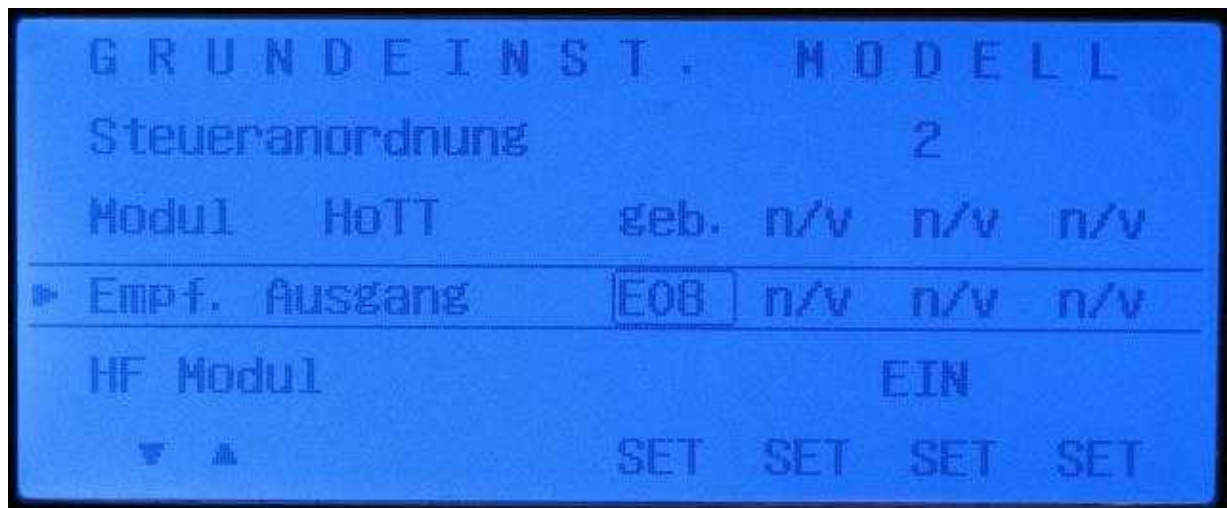 GRUNDEINST. MODELL
Steueranordnung 2
Modul HoTT geb. n/v n/v n/v
Empf. Ausgang E08 n/v n/v n/v
HF Modul EIN
SET SET SET SET